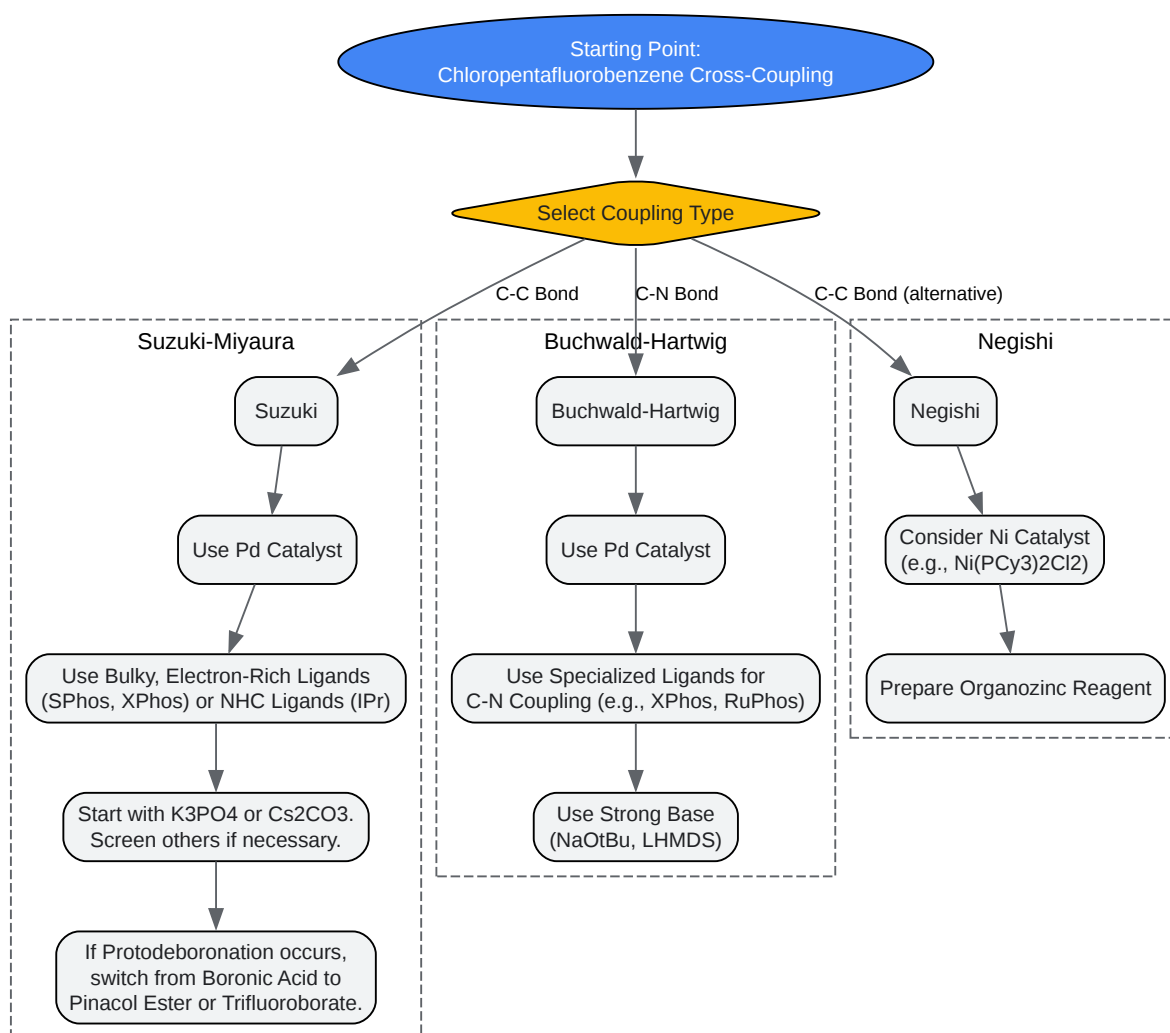 Starting Point:
Chloropentafluorobenzene Cross-Coupling
Select Coupling Type
C-C Bond
C-N Bond
C-C Bond (alternative)
Suzuki-Miyaura
Suzuki
Use Pd Catalyst
Use Bulky, Electron-Rich Ligands
(SPhos, XPhos) or NHC Ligands (IPr)
Start with K3PO4 or Cs2CO3.
Screen others if necessary.
If Protodeboronation occurs,
switch from Boronic Acid to
Pinacol Ester or Trifluoroborate.
Buchwald-Hartwig
Buchwald-Hartwig
Use Pd Catalyst
Use Specialized Ligands for
C-N Coupling (e.g., XPhos, RuPhos)
Use Strong Base
(NaOtBu, LHMDS)
Negishi
Negishi
Consider Ni Catalyst
(e.g., Ni(PCy3)2Cl2)
Prepare Organozinc Reagent